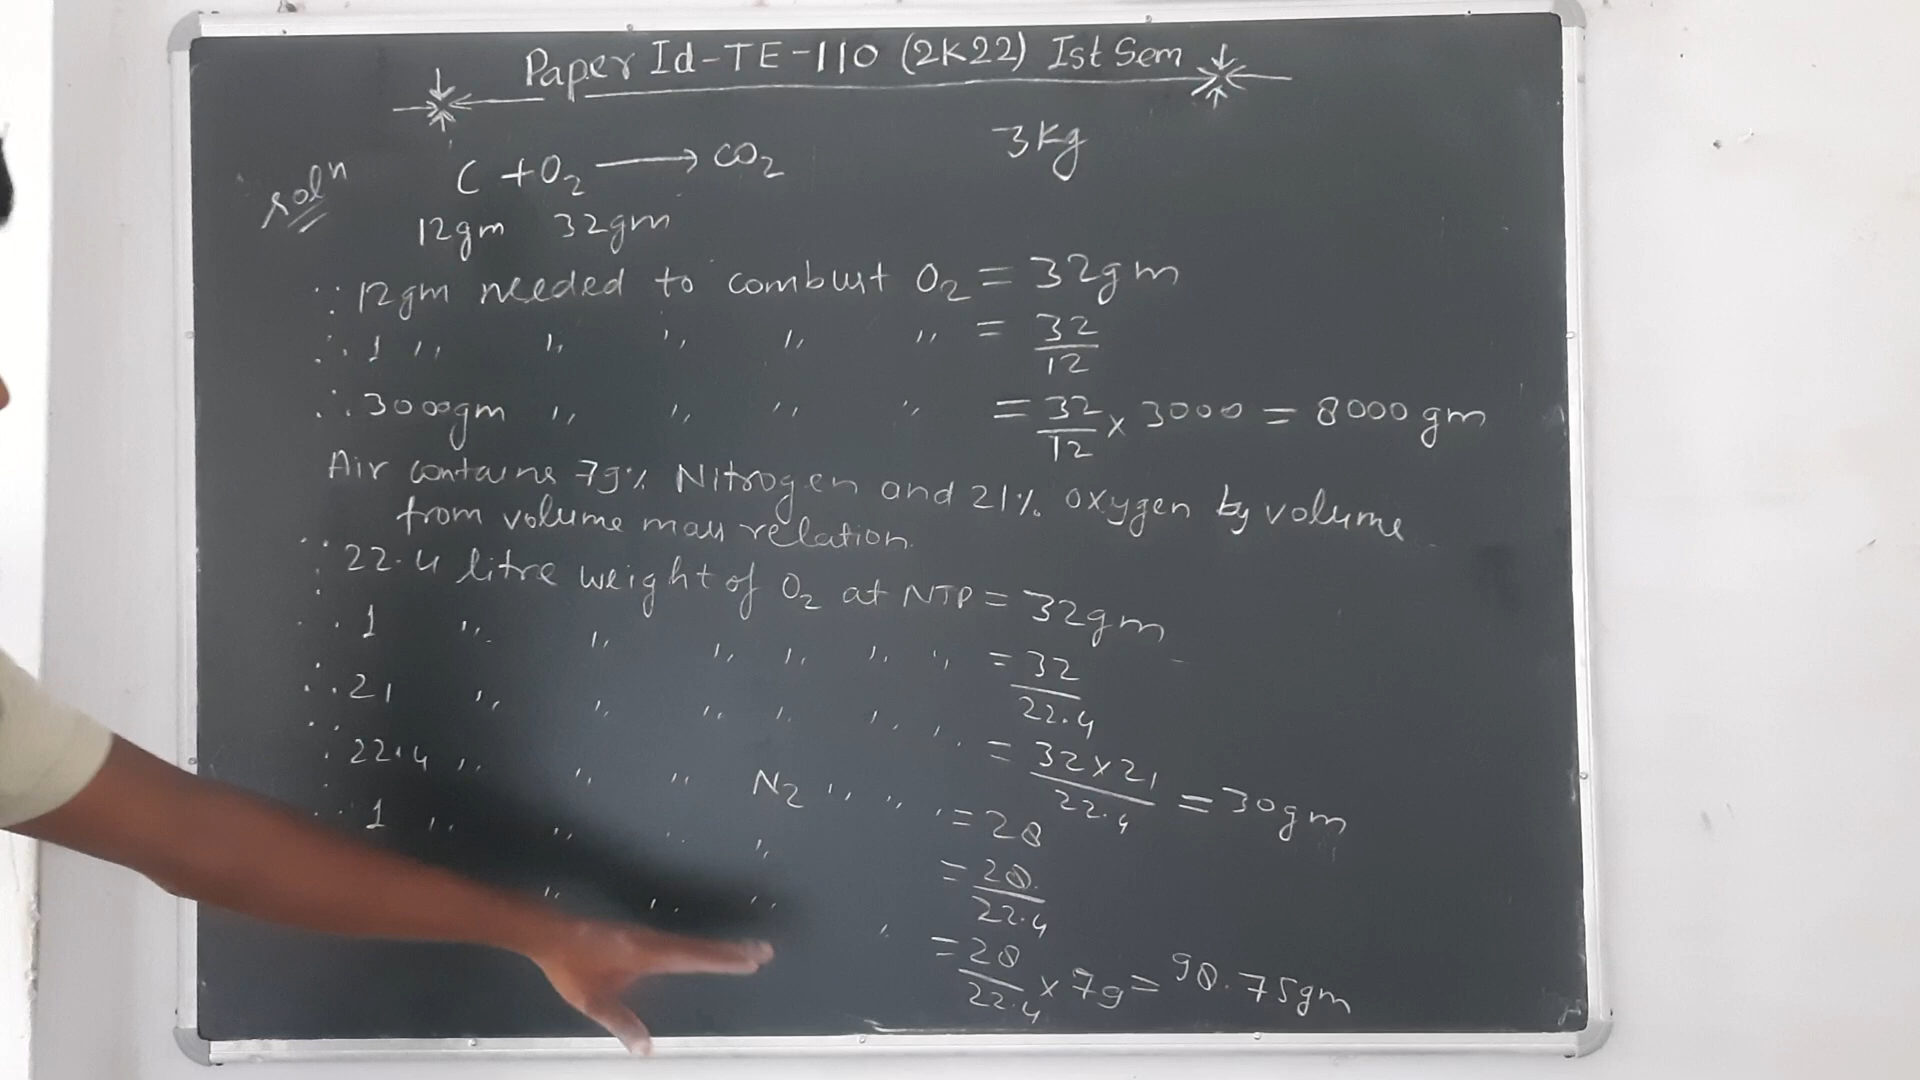 Paper Id-TE-110 (2K22) Ist Sem
3Kg
soln C + O2 → CO2
12gm 32gm
∵ 12gm needed to combust O2 = 32gm
∴ 1 ,, ,, ,, ,, ,, = 32/12
∴ 3000gm ,, ,, ,, ,, = 32/12 × 3000 = 8000 gm
Air contains 79% Nitrogen and 21% oxygen by volume
from volume mass relation.
∵ 22.4 litre weight of O2 at NTP = 32gm
∴ 1 ,, ,, ,, ,, ,, ,, = 32/22.4
∴ 21 ,, ,, ,, ,, ,, ,, = 32×21/22.4 = 30gm
∵ 22.4 ,, ,, ,, N2 ,, ,, ,, = 28
∴ 1 ,, ,, ,, ,, = 28/22.4
,, ,, ,, ,, = 28/22.4 × 79 = 98.75gm